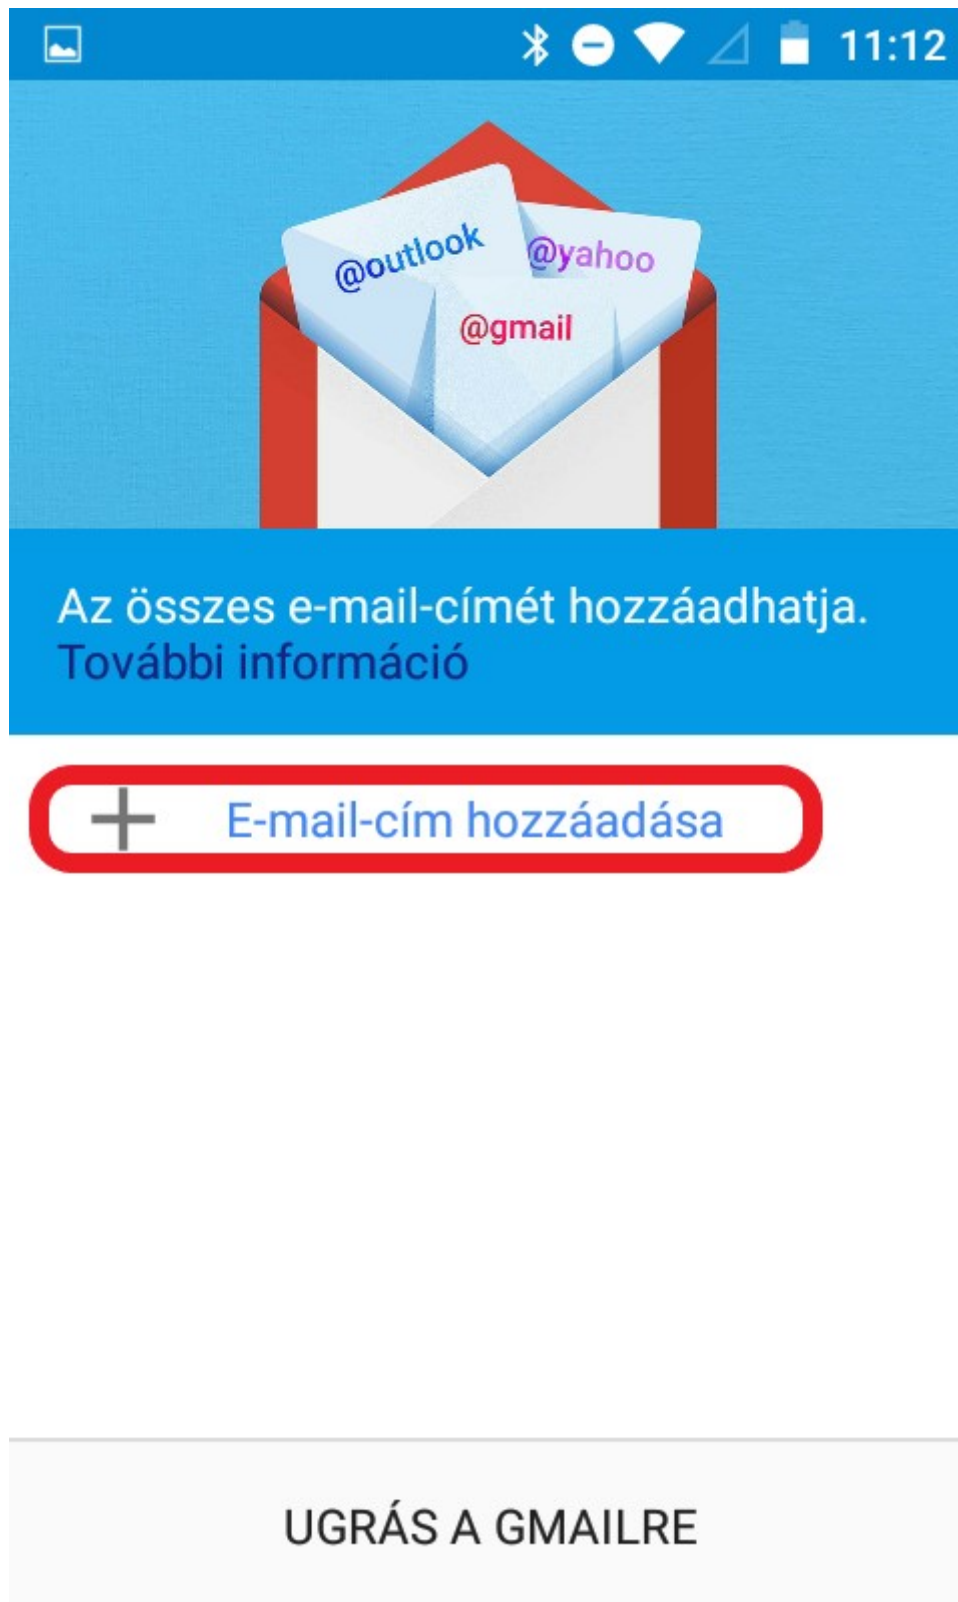 11:12
@outlook
@yahoo
@gmail
Az összes e-mail-címét hozzáadhatja.
További információ
E-mail-cím hozzáadása
UGRÁS A GMAILRE